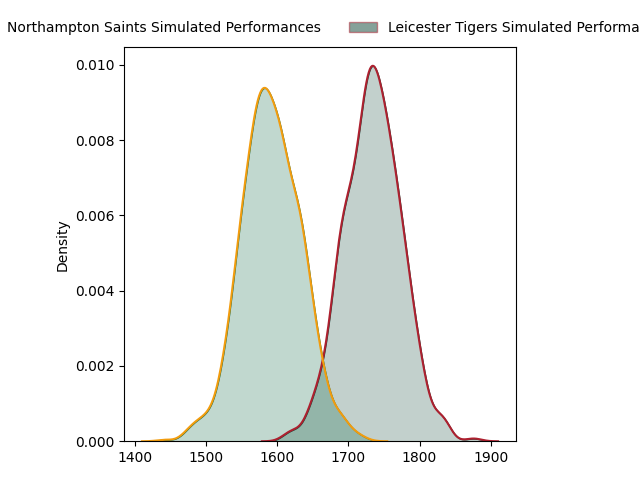 Northampton Saints Simulated Performances
Leicester Tigers Simulated Performa
Density
0.010
0.008
0.006
0.004
0.002
0.000
1400 1500 1600 1700 1800 1900